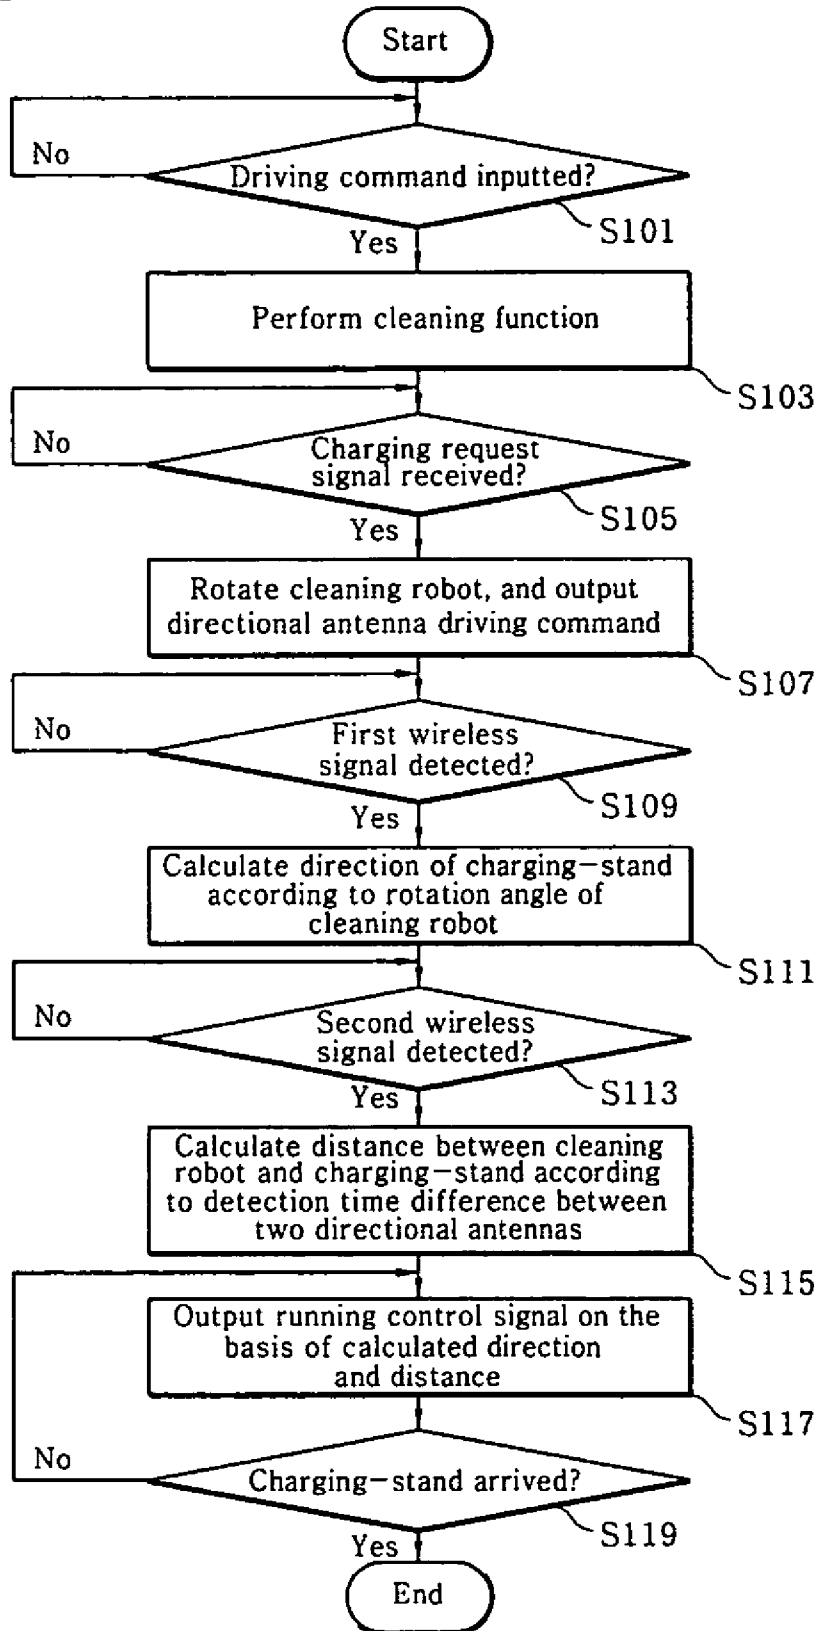 Start
No
Driving command inputted?
S101
Yes
Perform cleaning function
S103
No
Charging request
signal received?
S105
Yes
Rotate cleaning robot, and output
directional antenna driving command
S107
No
First wireless
signal detected?
S109
Yes
Calculate direction of charging-stand
according to rotation angle of
cleaning robot
S111
No
Second wireless
signal detected?
S113
Yes
Calculate distance between cleaning
robot and charging-stand according
to detection time difference between
two directional antennas
S115
Output running control signal on the
basis of calculated direction
and distance
S117
No
Charging-stand arrived?
S119
Yes
End